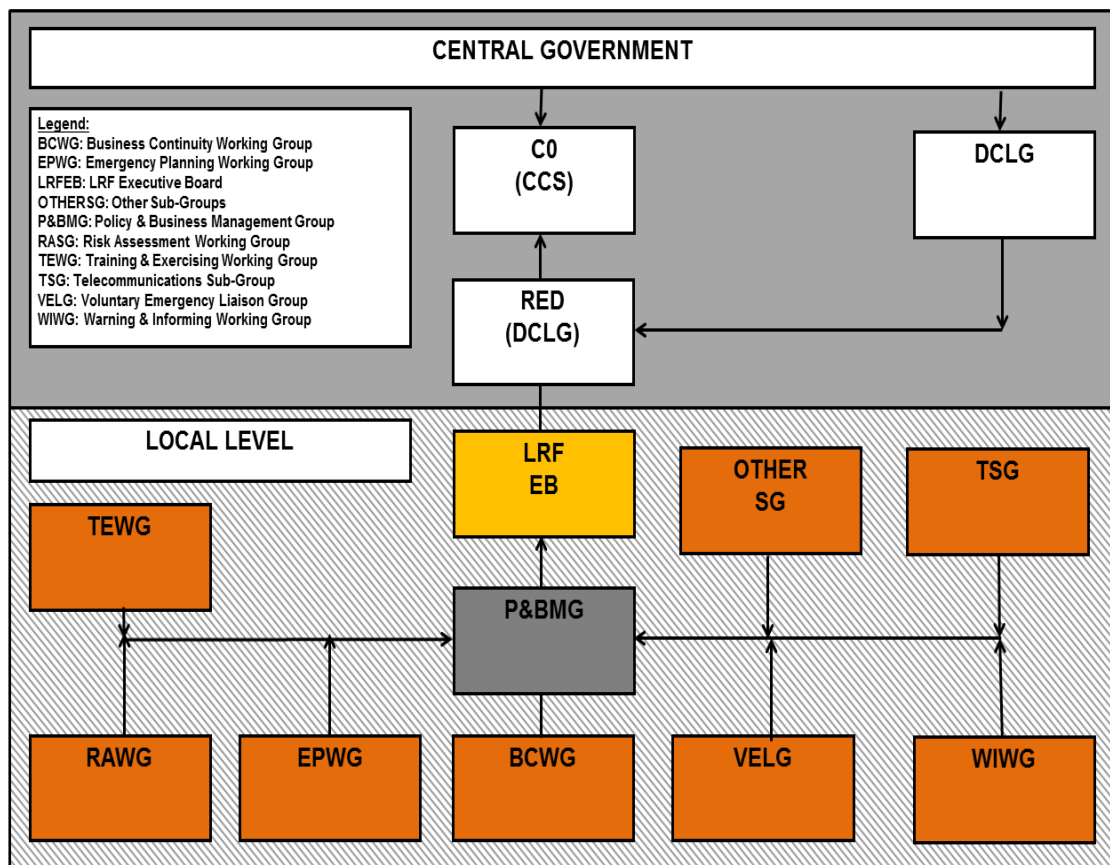 CENTRAL GOVERNMENT
Legend:
BCWG: Business Continuity Working Group
EPWG: Emergency Planning Working Group
LRFEB: LRF Executive Board
OTHERSG: Other Sub-Groups
P&BMG: Policy & Business Management Group
RASG: Risk Assessment Working Group
TEWG: Training & Exercising Working Group
TSG: Telecommunications Sub-Group
VELG: Voluntary Emergency Liaison Group
WIWG: Warning & Informing Working Group
C0
(CCS)
DCLG
RED
(DCLG)
LOCAL LEVEL
LRF
EB
OTHER
SG
TSG
TEWG
P&BMG
RAWG
EPWG
BCWG
VELG
WIWG